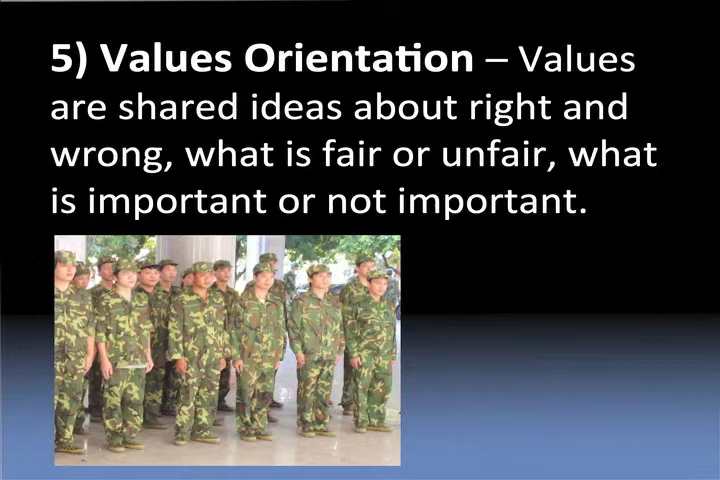 5) Values Orientation – Values
are shared ideas about right and
wrong, what is fair or unfair, what
is important or not important.